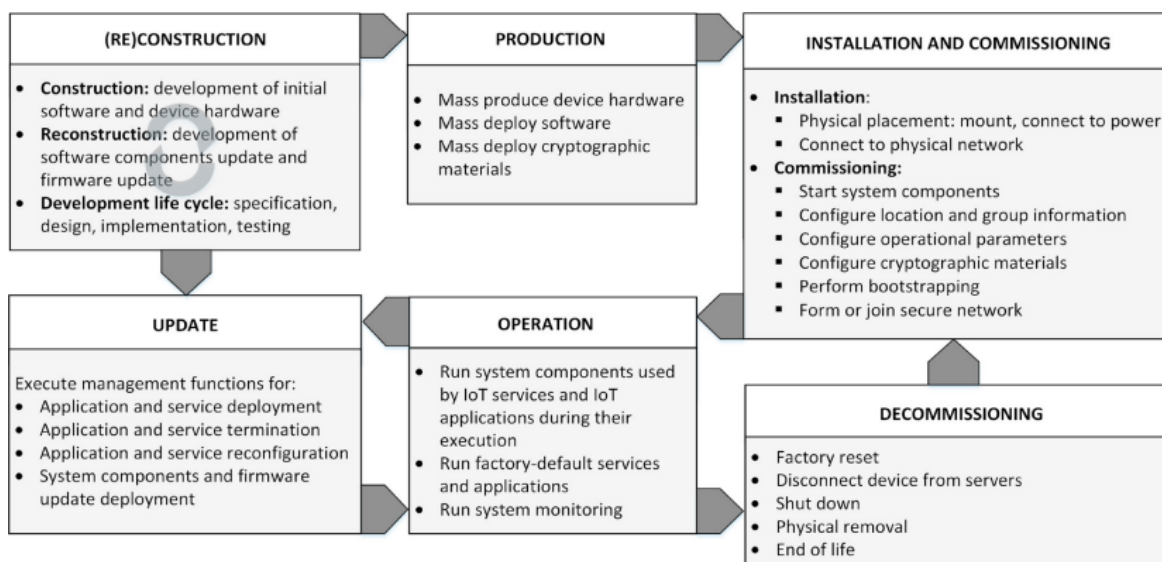 (RE)CONSTRUCTION
• Construction: development of initial
software and device hardware
• Reconstruction: development of
software components update and
firmware update
• Development life cycle: specification,
design, implementation, testing
PRODUCTION
• Mass produce device hardware
• Mass deploy software
• Mass deploy cryptographic
materials
INSTALLATION AND COMMISSIONING
• Installation:
▪ Physical placement: mount, connect to power
▪ Connect to physical network
• Commissioning:
▪ Start system components
▪ Configure location and group information
▪ Configure operational parameters
▪ Configure cryptographic materials
▪ Perform bootstrapping
▪ Form or join secure network
UPDATE
Execute management functions for:
• Application and service deployment
• Application and service termination
• Application and service reconfiguration
• System components and firmware
update deployment
OPERATION
• Run system components used
by IoT services and IoT
applications during their
execution
• Run factory-default services
and applications
• Run system monitoring
DECOMMISSIONING
• Factory reset
• Disconnect device from servers
• Shut down
• Physical removal
• End of life